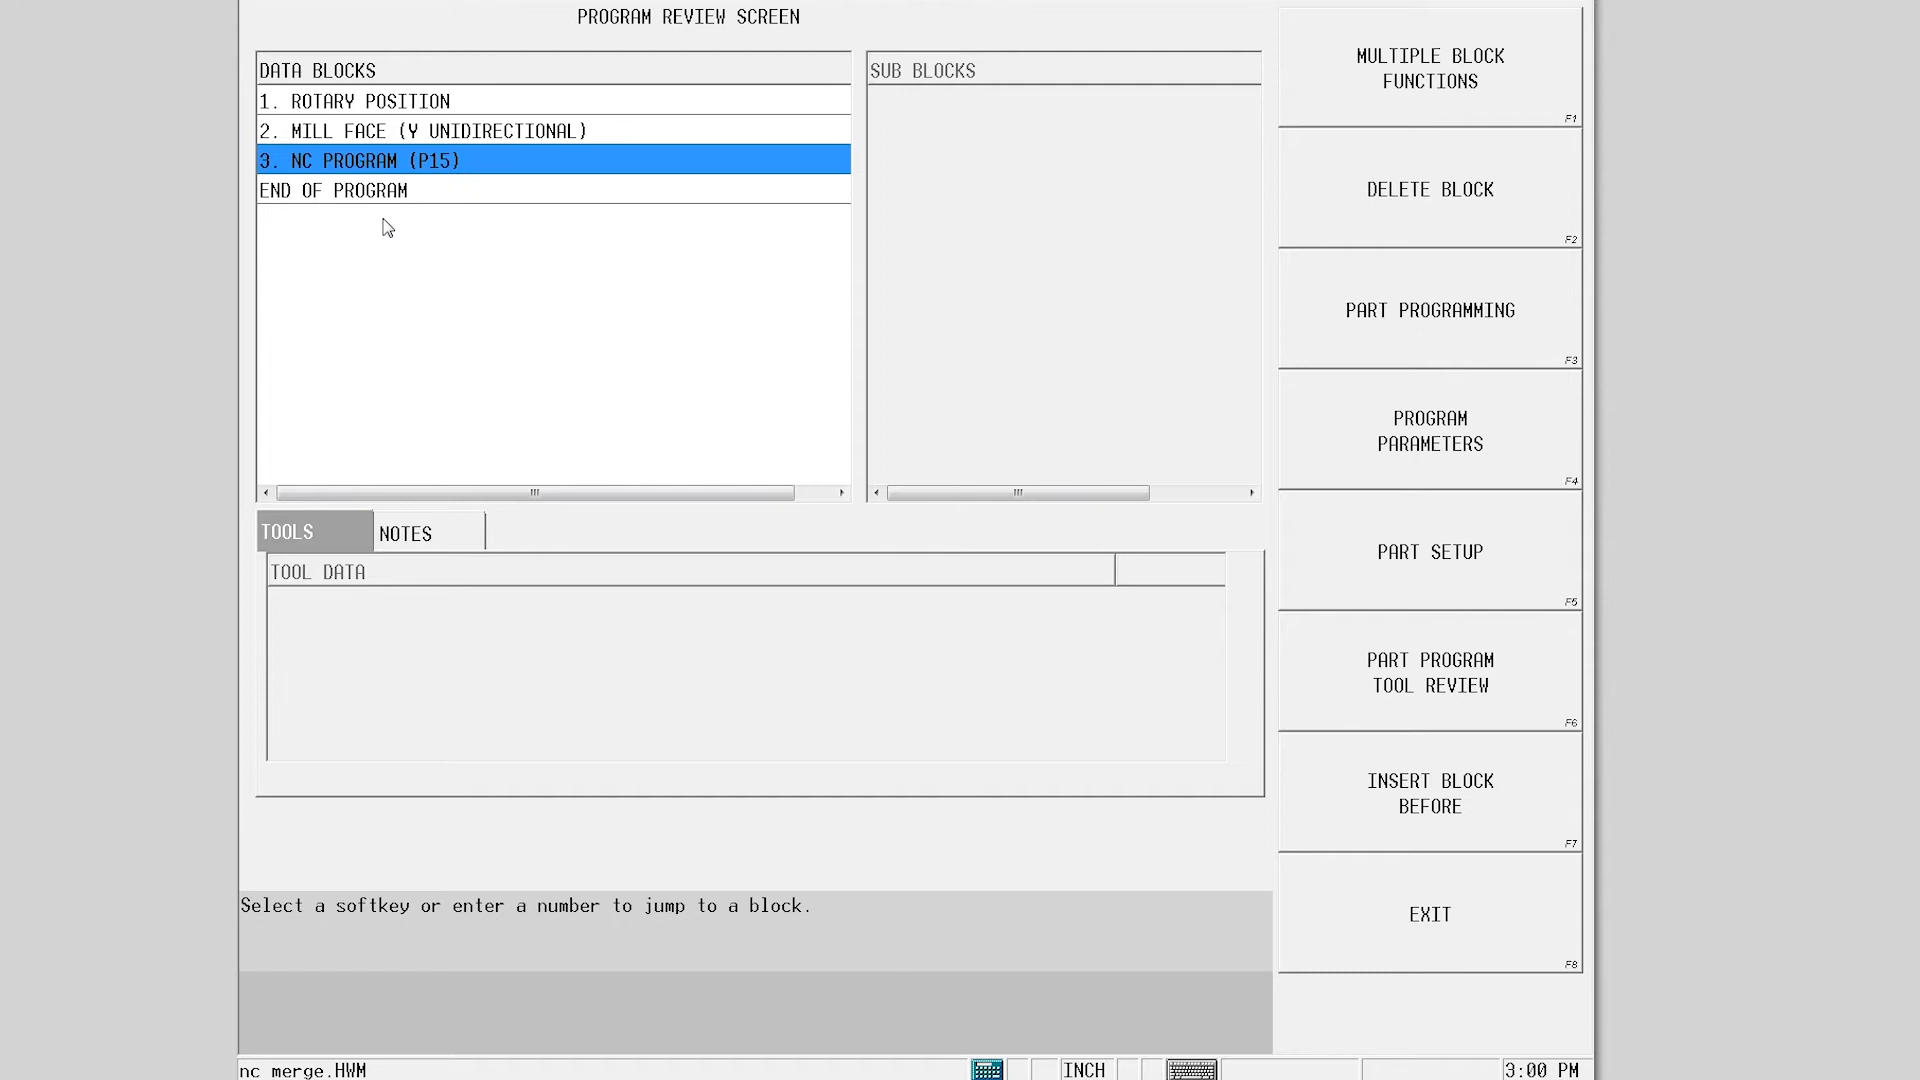 PROGRAM REVIEW SCREEN
DATA BLOCKS
1. ROTARY POSITION
2. MILL FACE (Y UNIDIRECTIONAL)
3. NC PROGRAM (P15)
END OF PROGRAM
SUB BLOCKS
TOOLS
NOTES
TOOL DATA
Select a softkey or enter a number to jump to a block.
MULTIPLE BLOCK
FUNCTIONS
F1
DELETE BLOCK
F2
PART PROGRAMMING
F3
PROGRAM
PARAMETERS
F4
PART SETUP
F5
PART PROGRAM
TOOL REVIEW
F6
INSERT BLOCK
BEFORE
F7
EXIT
F8
nc merge.HWM
INCH
3:00 PM